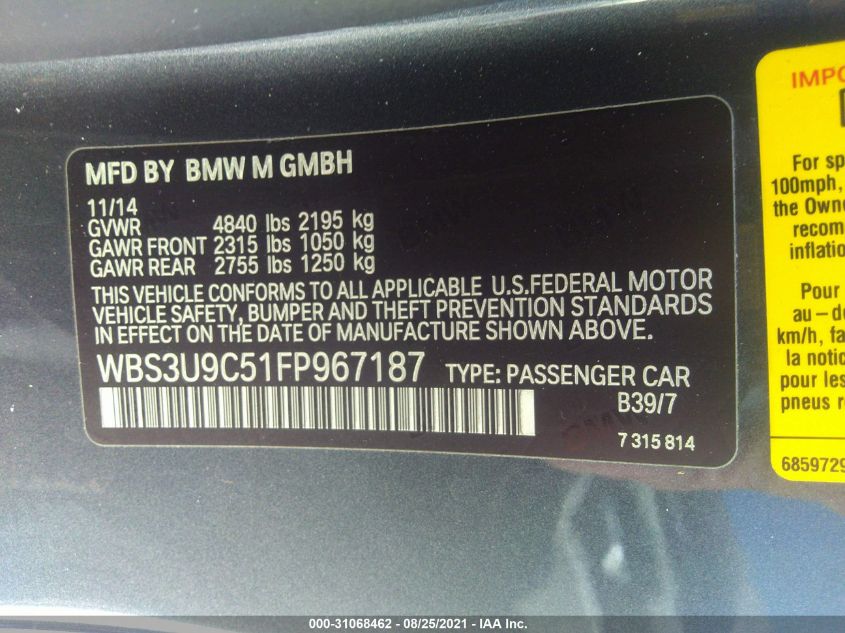 MFD BY BMW M GMBH
11/14
GVWR 4840 lbs 2195 kg
GAWR FRONT 2315 lbs 1050 kg
GAWR REAR 2755 lbs 1250 kg
THIS VEHICLE CONFORMS TO ALL APPLICABLE U.S.FEDERAL MOTOR
VEHICLE SAFETY, BUMPER AND THEFT PREVENTION STANDARDS
IN EFFECT ON THE DATE OF MANUFACTURE SHOWN ABOVE.
WBS3U9C51FP967187 TYPE: PASSENGER CAR
B39/7
7 315 814
IMPO
For sp
100mph,
the Owne
recom
inflatio
Pour
au – de
km/h, fa
la notic
pour les
pneus r
6859729
000-31068462 - 08/25/2021 - IAA Inc.